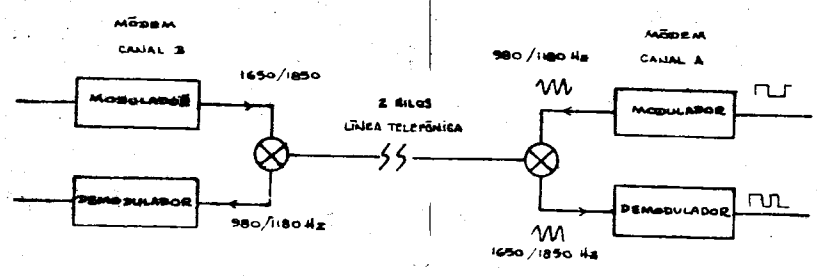 MÓDEM
CANAL B
1650/1850
MODULADOR
DEMODULADOR
980/1180 Hz
2 HILOS
LÍNEA TELEFÓNICA
MÓDEM
CANAL A
980/1180 Hz
MODULADOR
DEMODULADOR
1650/1850 Hz